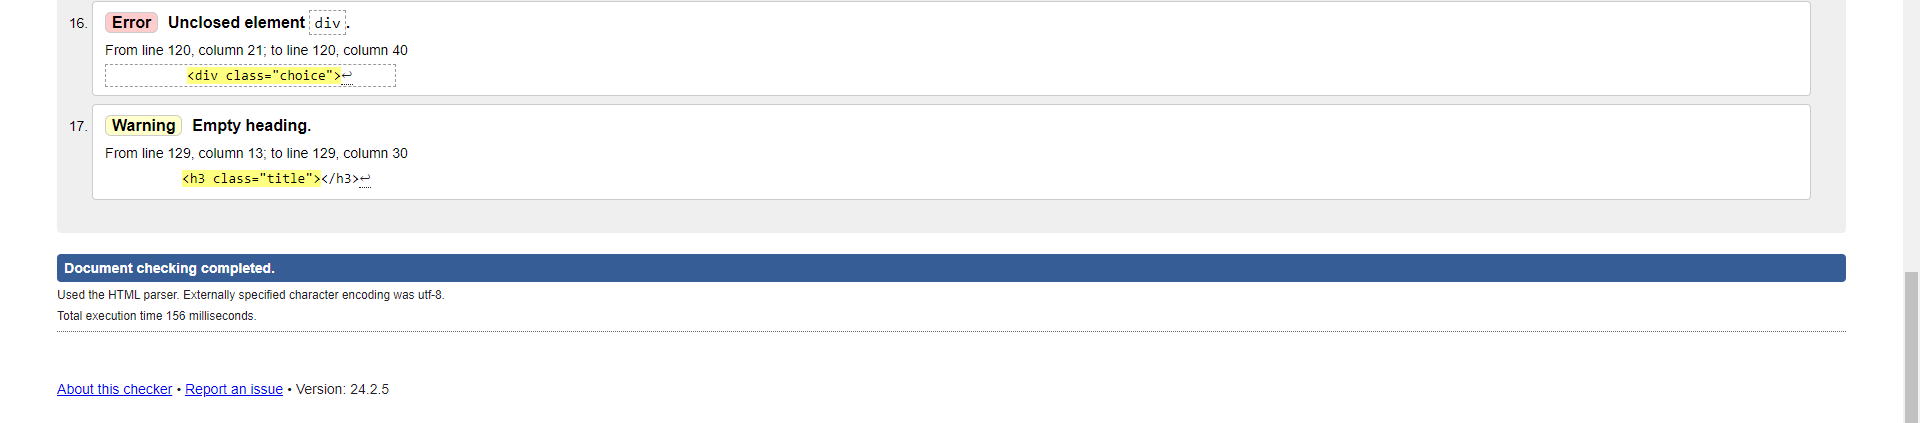 16. Error Unclosed element div.
From line 120, column 21; to line 120, column 40
<div class="choice">↩
17. Warning Empty heading.
From line 129, column 13; to line 129, column 30
<h3 class="title"></h3>↩
Document checking completed.
Used the HTML parser. Externally specified character encoding was utf-8.
Total execution time 156 milliseconds.
About this checker • Report an issue • Version: 24.2.5